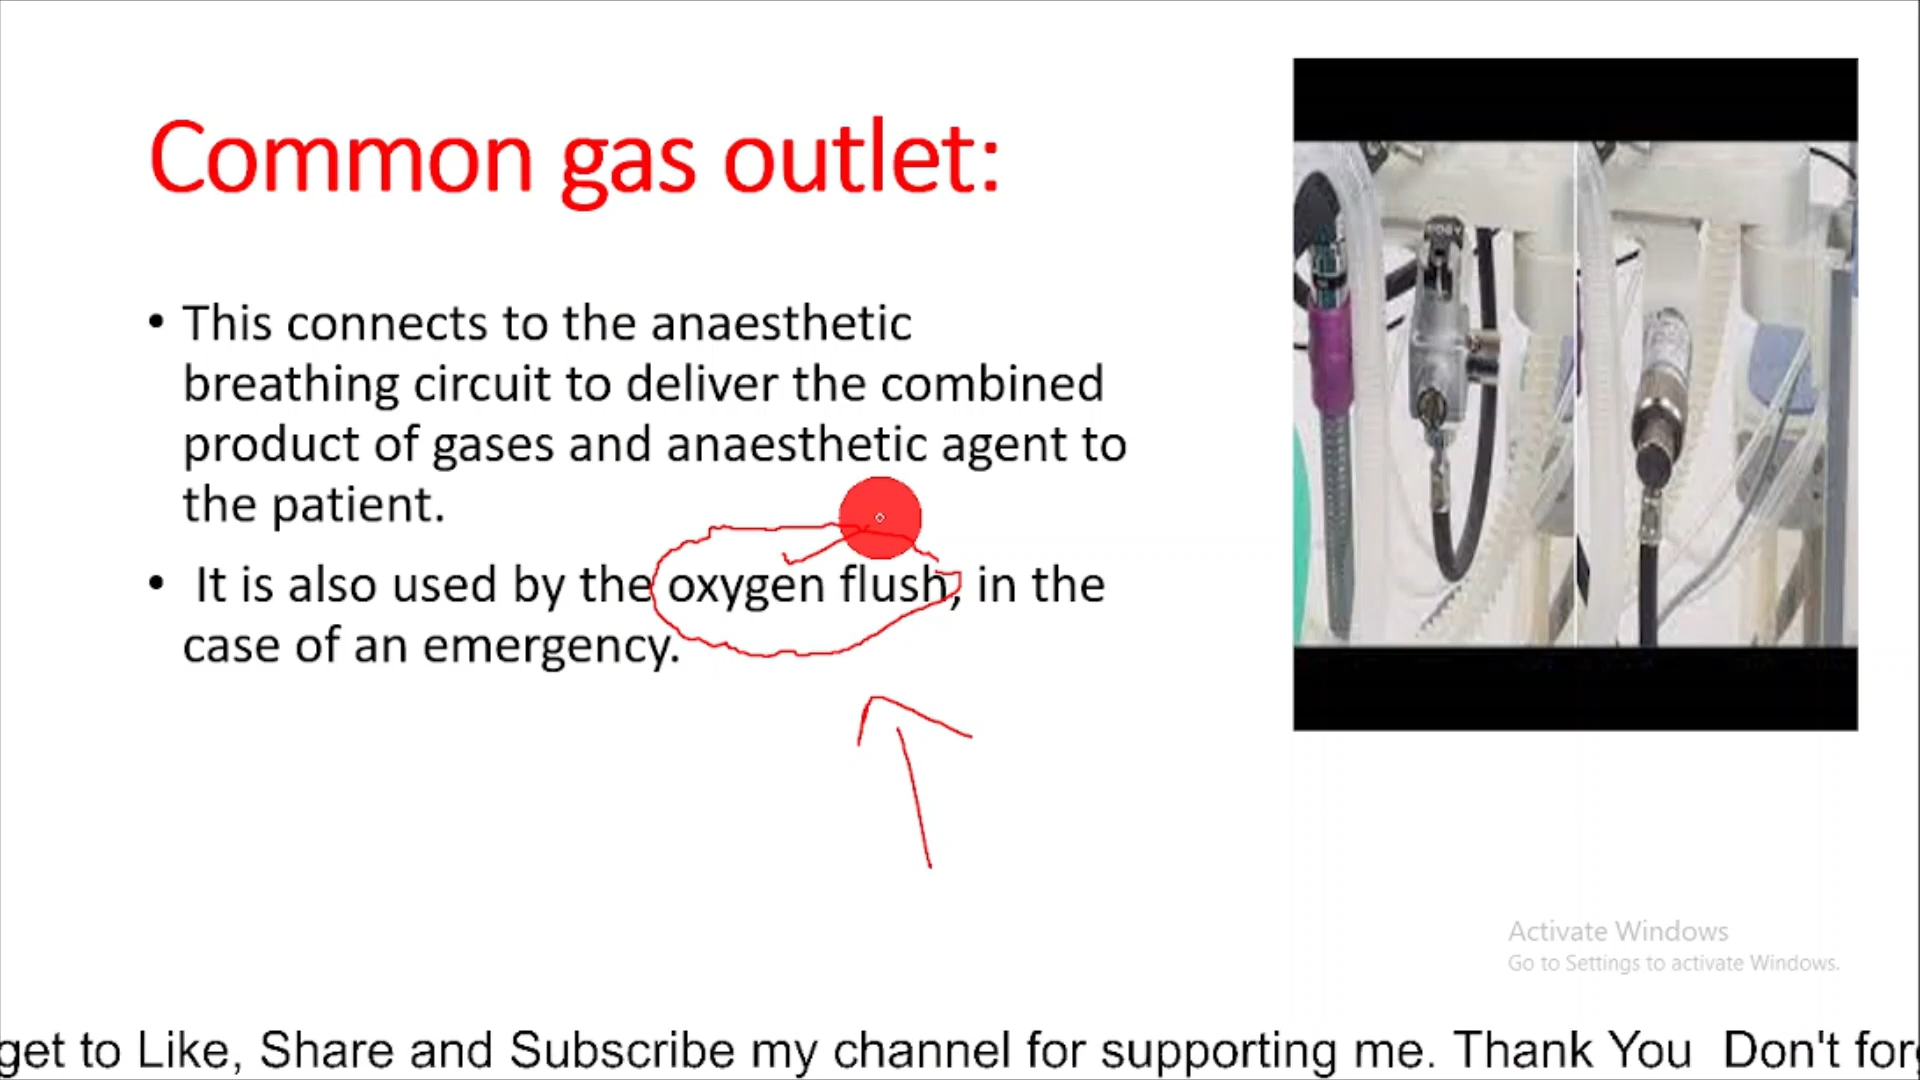 Common gas outlet:
• This connects to the anaesthetic
breathing circuit to deliver the combined
product of gases and anaesthetic agent to
the patient.
• It is also used by the oxygen flush, in the
case of an emergency.
Activate Windows
Go to Settings to activate Windows.
get to Like, Share and Subscribe my channel for supporting me. Thank You Don't for